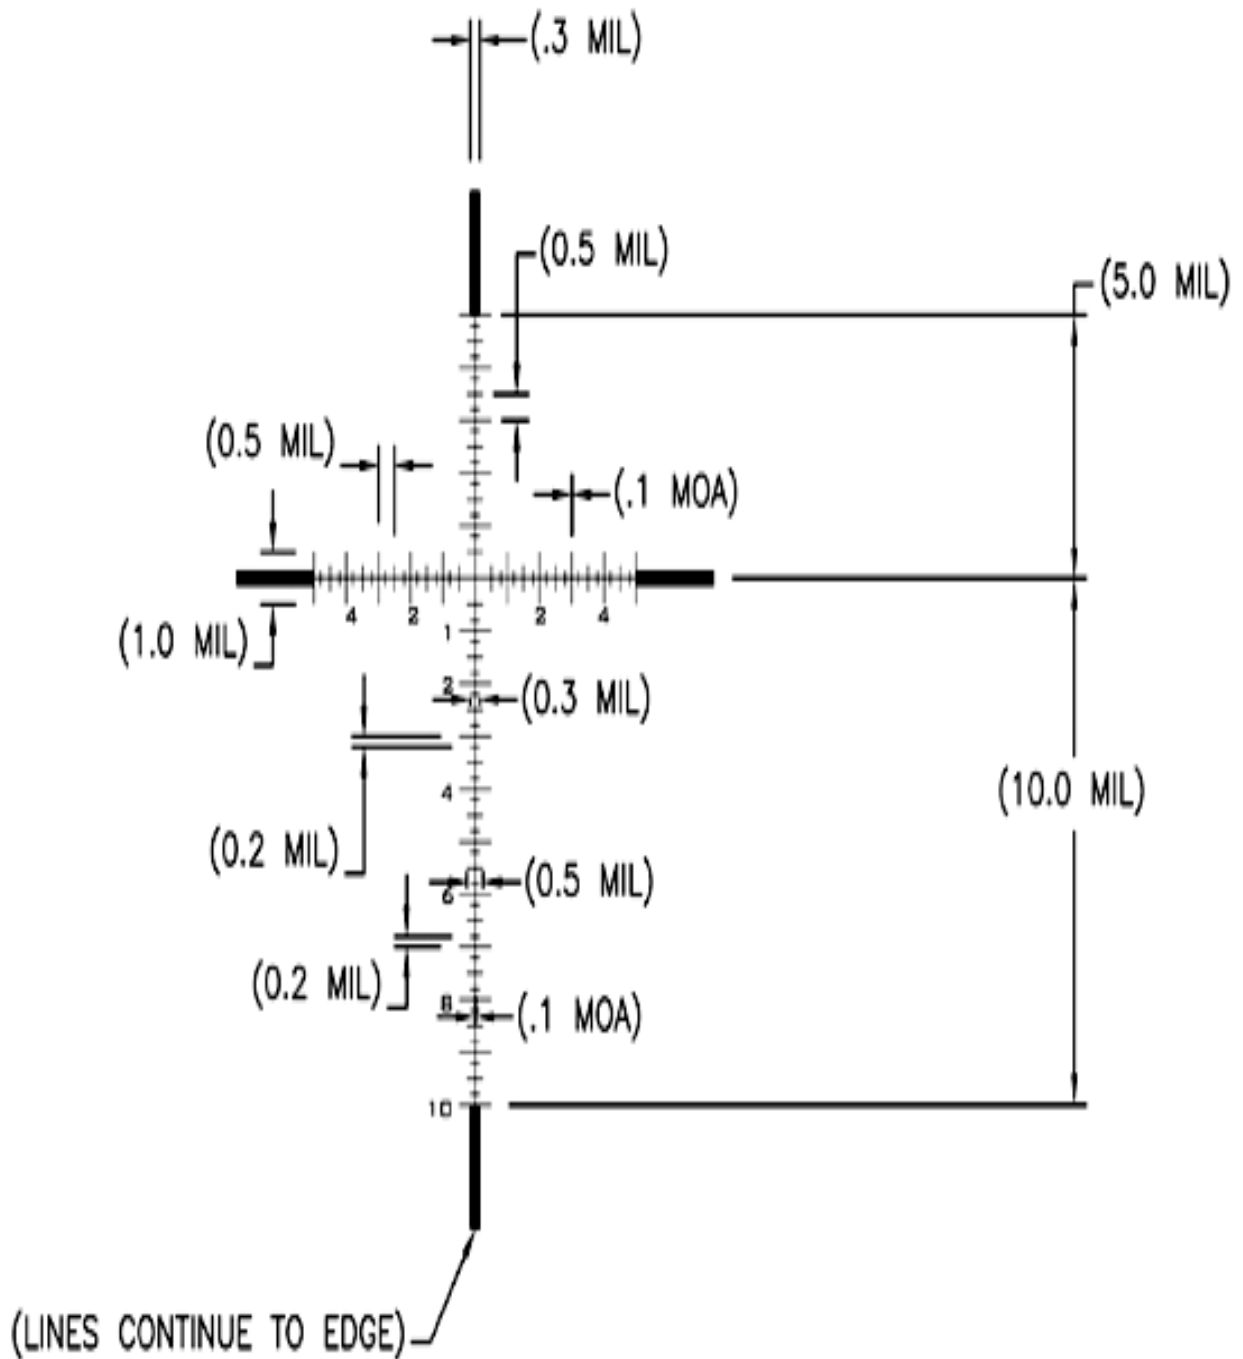 (.3 MIL)
(0.5 MIL)
(5.0 MIL)
(0.5 MIL)
(.1 MOA)
4 2 2 4
(1.0 MIL)
1
2
(0.3 MIL)
4
(10.0 MIL)
(0.2 MIL)
(0.5 MIL)
6
(0.2 MIL)
8
(.1 MOA)
10
(LINES CONTINUE TO EDGE)